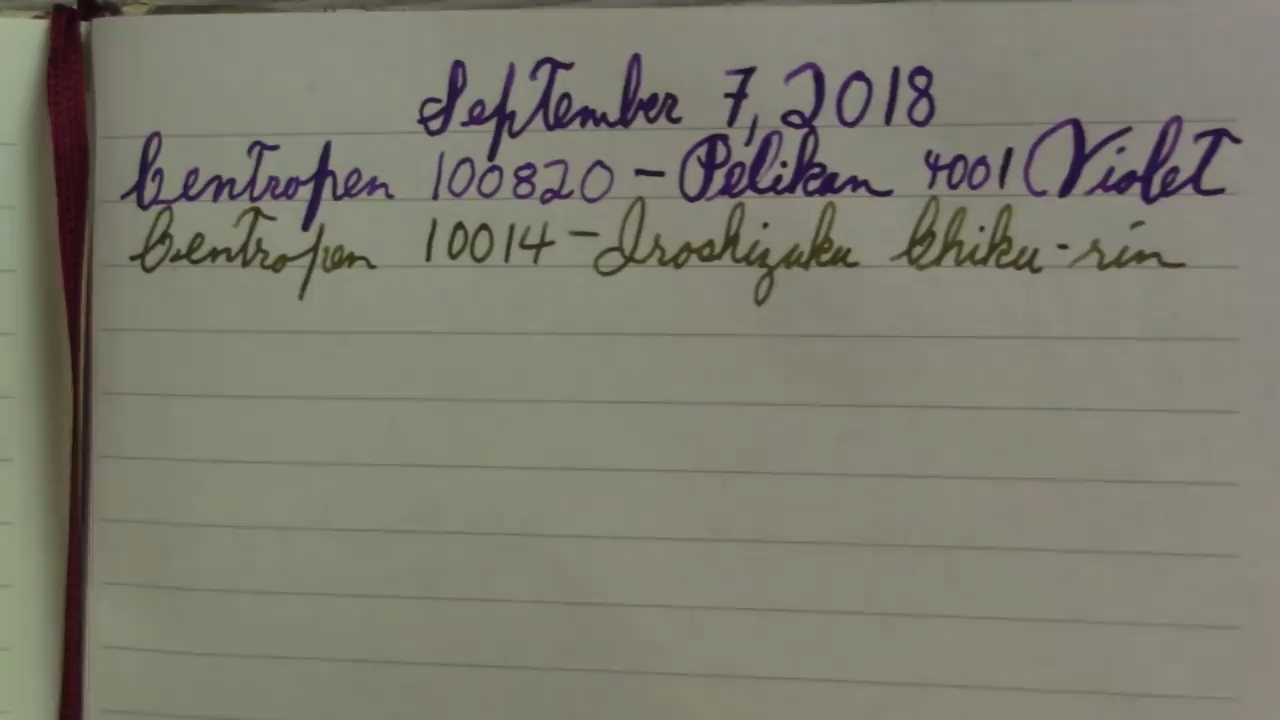 September 7, 2018
Centropen 100820 - Pelikan 4001 Violet
Centropen 10014 - Iroshizuku Chiku-rin